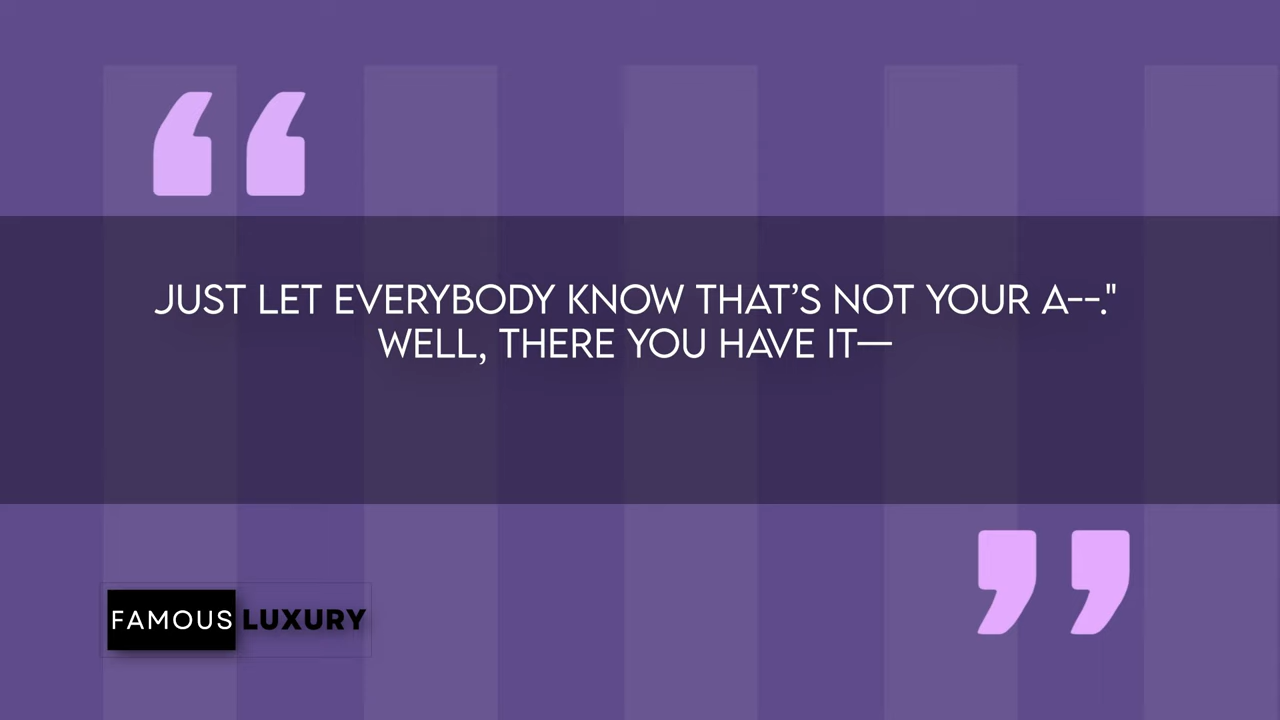 JUST LET EVERYBODY KNOW THAT’S NOT YOUR A--."
WELL, THERE YOU HAVE IT—
FAMOUS LUXURY